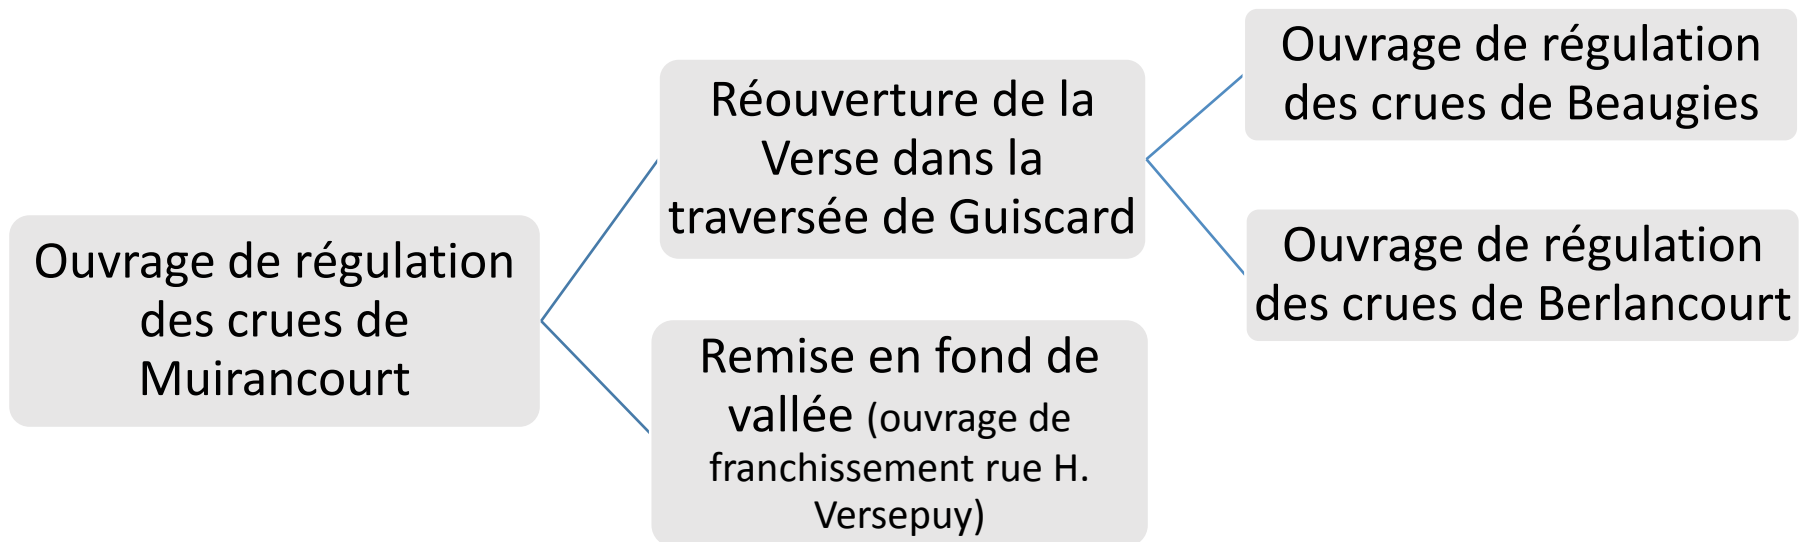 Ouvrage de régulation
des crues de
Muirancourt
Réouverture de la
Verse dans la
traversée de Guiscard
Remise en fond de
vallée (ouvrage de
franchissement rue H.
Versepuy)
Ouvrage de régulation
des crues de Beaugies
Ouvrage de régulation
des crues de Berlancourt